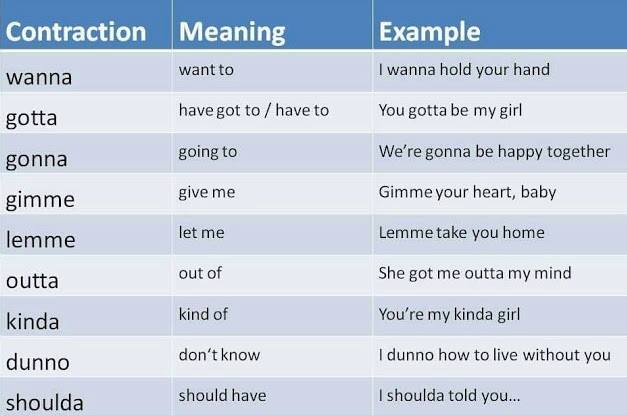 Contraction Meaning Example
wanna want to I wanna hold your hand
gotta have got to / have to You gotta be my girl
gonna going to We’re gonna be happy together
gimme give me Gimme your heart, baby
lemme let me Lemme take you home
outta out of She got me outta my mind
kinda kind of You’re my kinda girl
dunno don‘t know I dunno how to live without you
shoulda should have I shoulda told you...